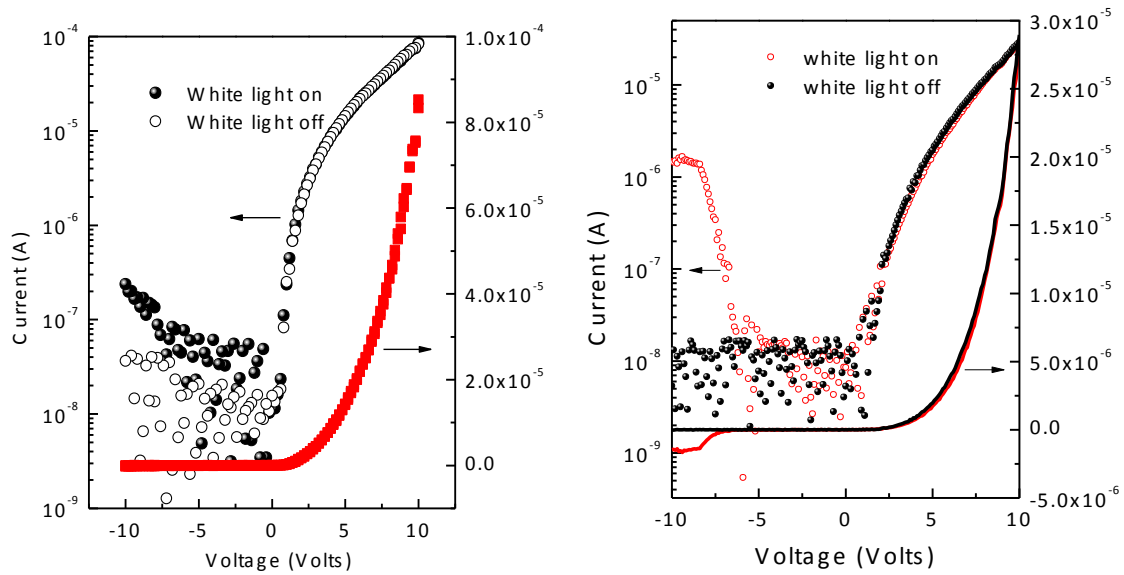 10⁻⁴
10⁻⁵
10⁻⁶
10⁻⁷
10⁻⁸
10⁻⁹
Current (A)
White light on
White light off
1.0x10⁻⁴
8.0x10⁻⁵
6.0x10⁻⁵
4.0x10⁻⁵
2.0x10⁻⁵
0.0
-10 -5 0 5 10
Voltage (Volts)
10⁻⁵
10⁻⁶
10⁻⁷
10⁻⁸
10⁻⁹
Current (A)
white light on
white light off
3.0x10⁻⁵
2.5x10⁻⁵
2.0x10⁻⁵
1.5x10⁻⁵
1.0x10⁻⁵
5.0x10⁻⁶
0.0
-5.0x10⁻⁶
-10 -5 0 5 10
Voltage (Volts)